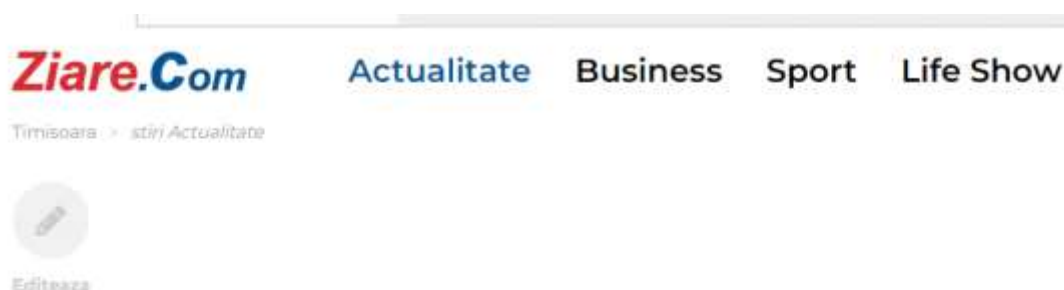 Ziare.Com Actualitate Business Sport Life Show
Timisoara > stiri Actualitate
Editeaza